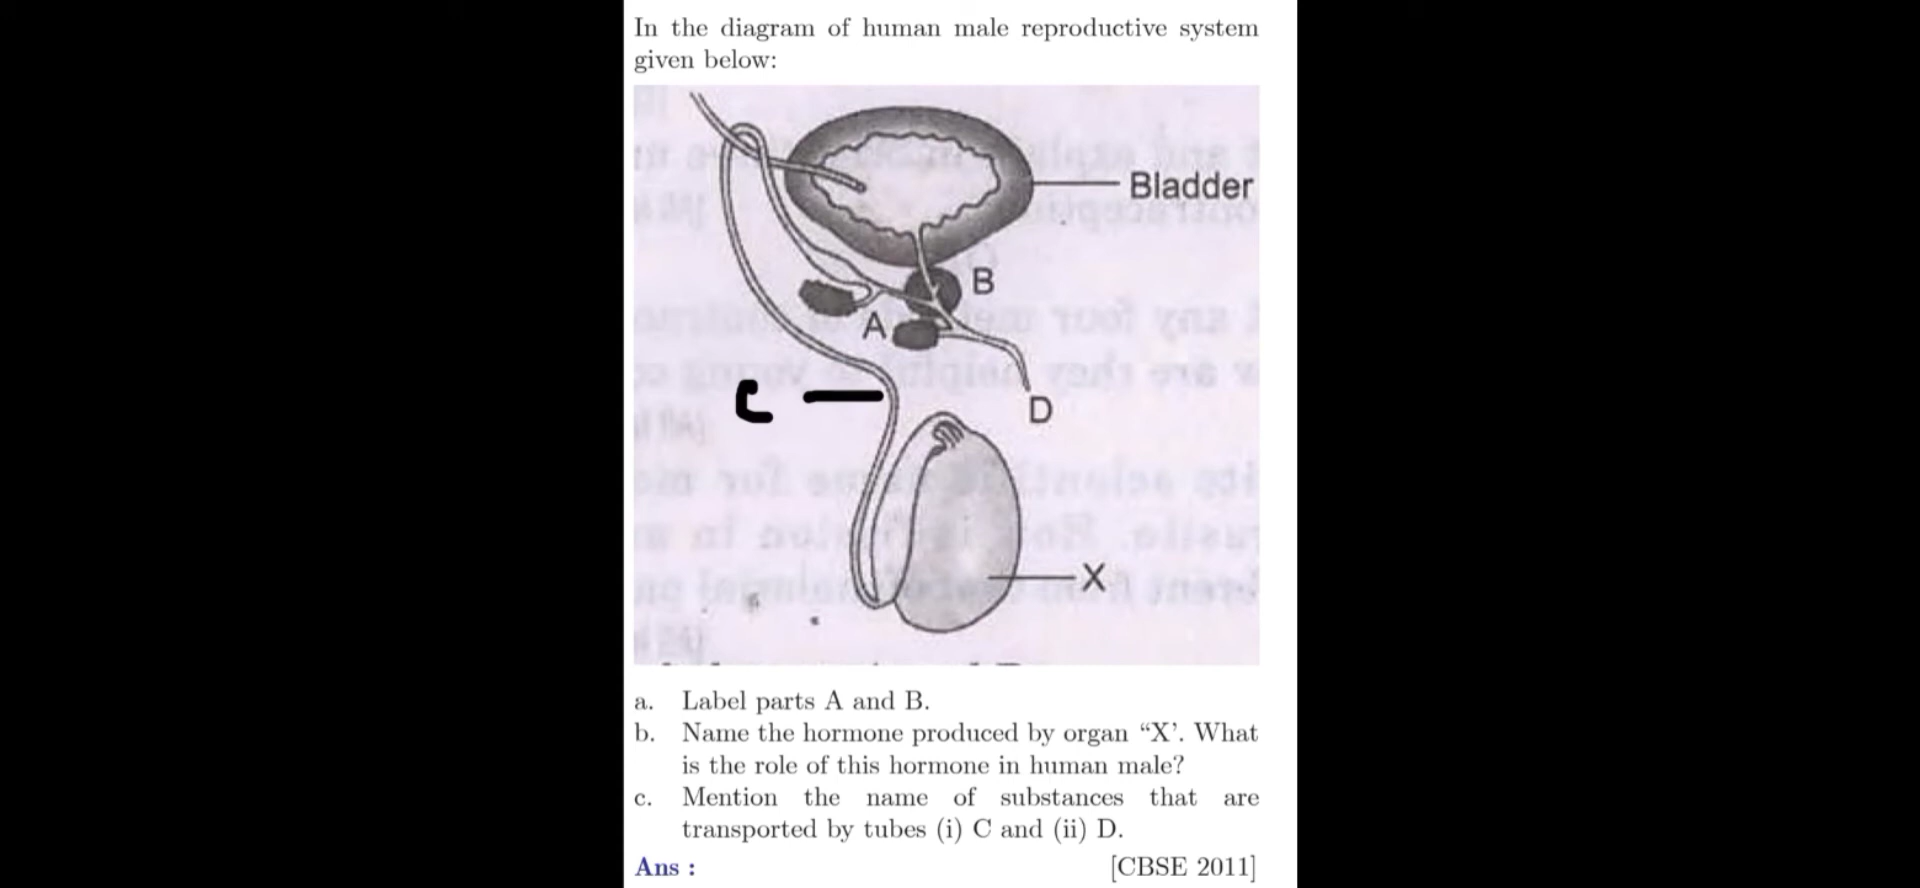 In the diagram of human male reproductive system
given below:
Bladder
B
A
C
D
X
a. Label parts A and B.
b. Name the hormone produced by organ “X’. What
is the role of this hormone in human male?
c. Mention the name of substances that are
transported by tubes (i) C and (ii) D.
Ans : [CBSE 2011]